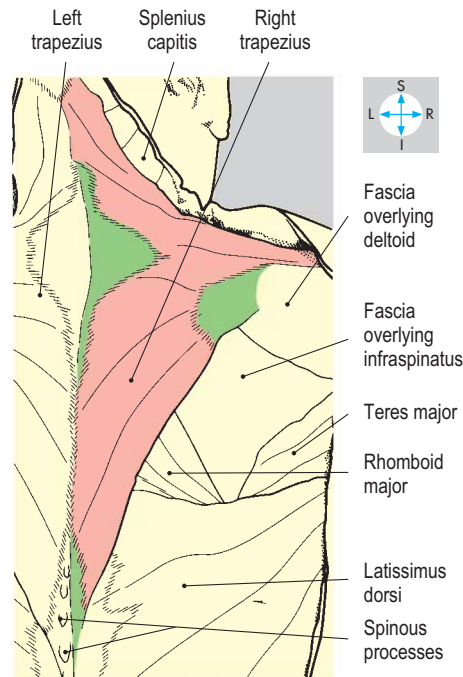 Left
trapezius
Splenius
capitis
Right
trapezius
S
L
R
I
Fascia
overlying
deltoid
Fascia
overlying
infraspinatus
Teres major
Rhomboid
major
Latissimus
dorsi
Spinous
processes